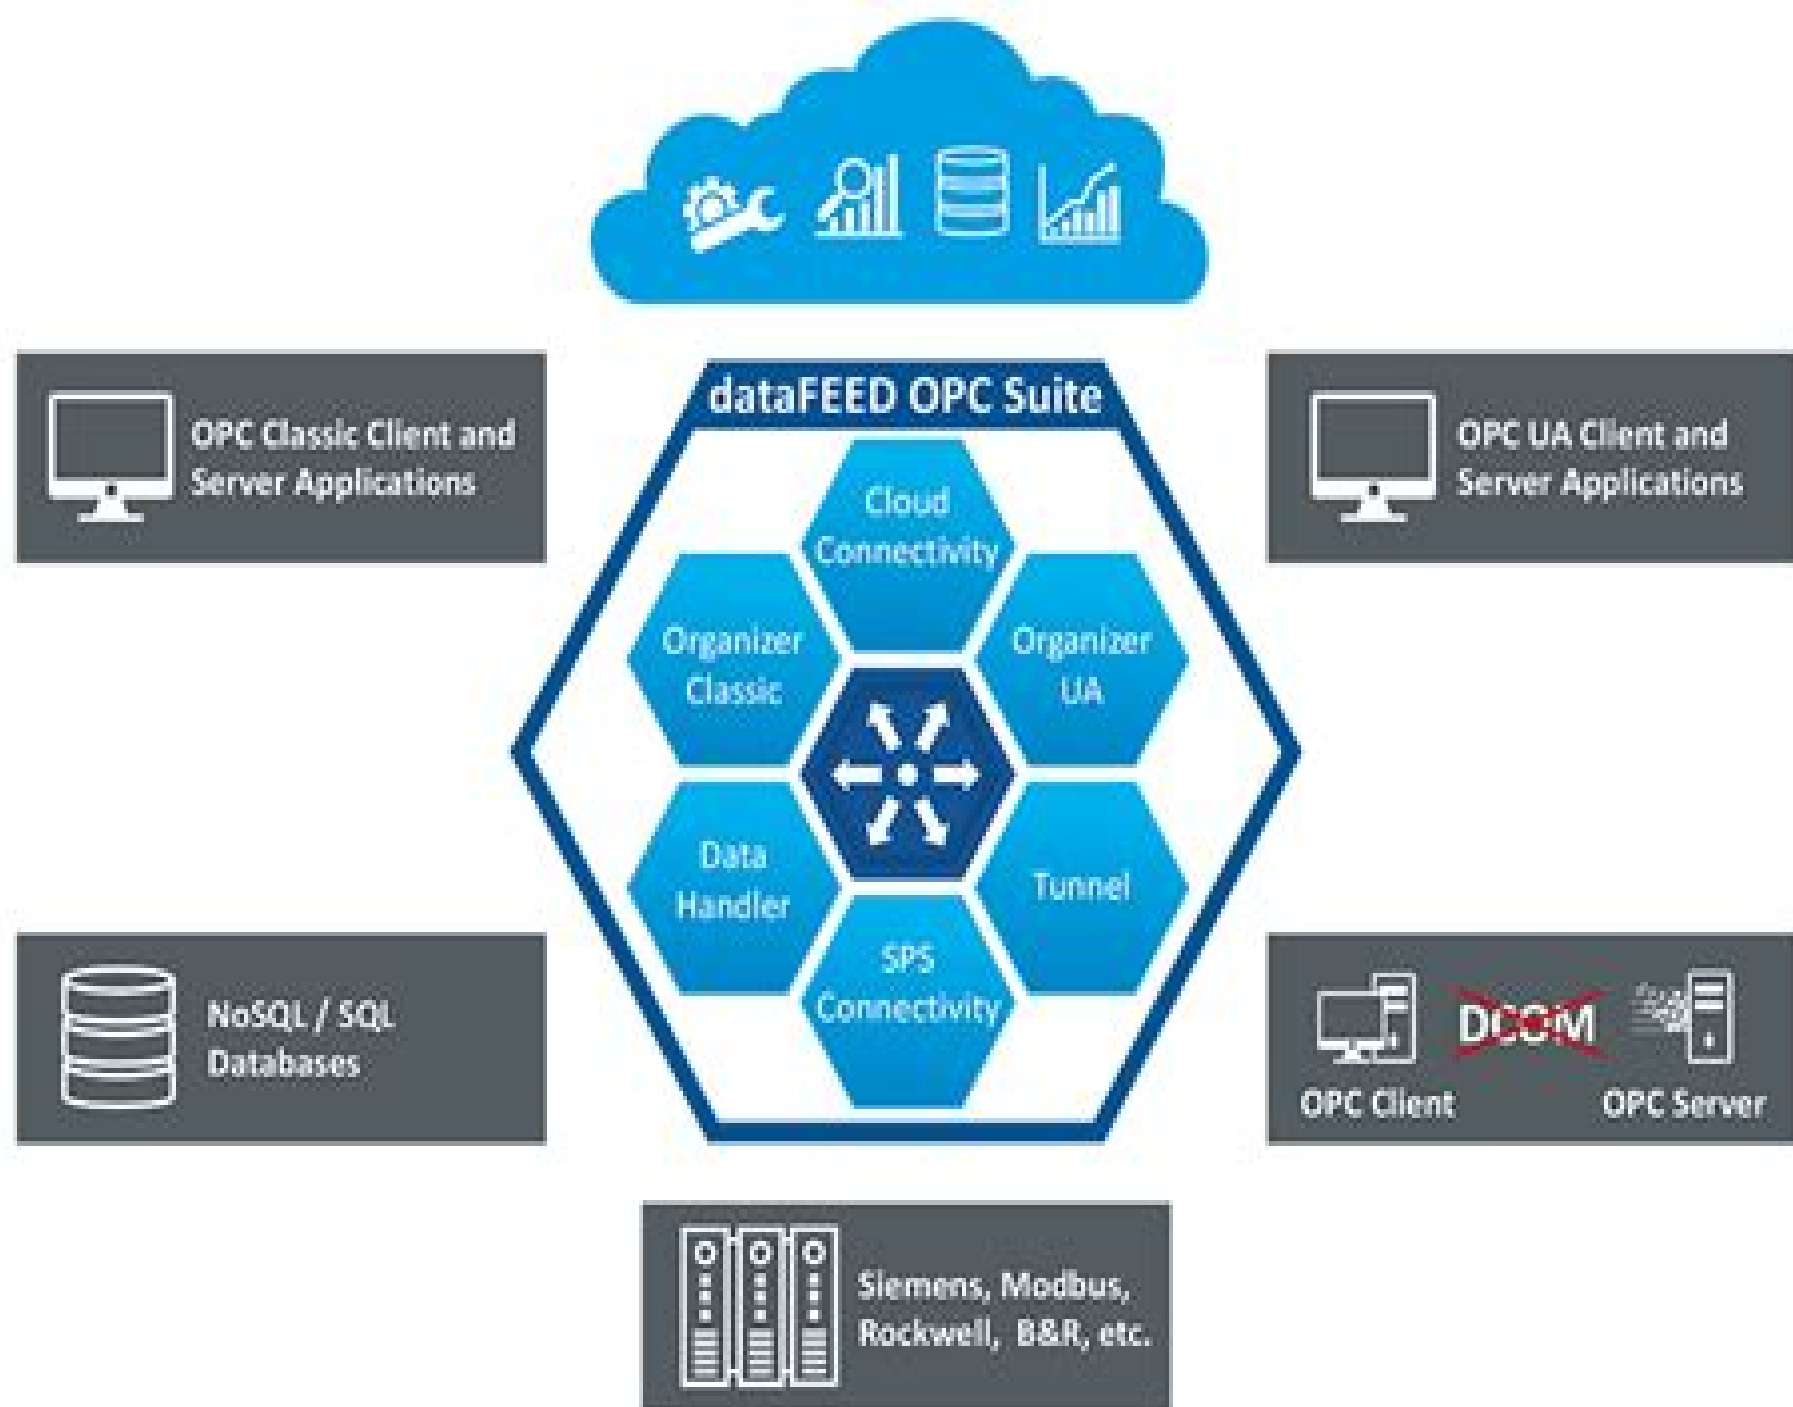 dataFEED OPC Suite
OPC Classic Client and
Server Applications
OPC UA Client and
Server Applications
Cloud
Connectivity
Organizer
Classic
Organizer
UA
Data
Handler
Tunnel
SPS
Connectivity
NoSQL / SQL
Databases
DCOM
OPC Client
OPC Server
Siemens, Modbus,
Rockwell, B&R, etc.